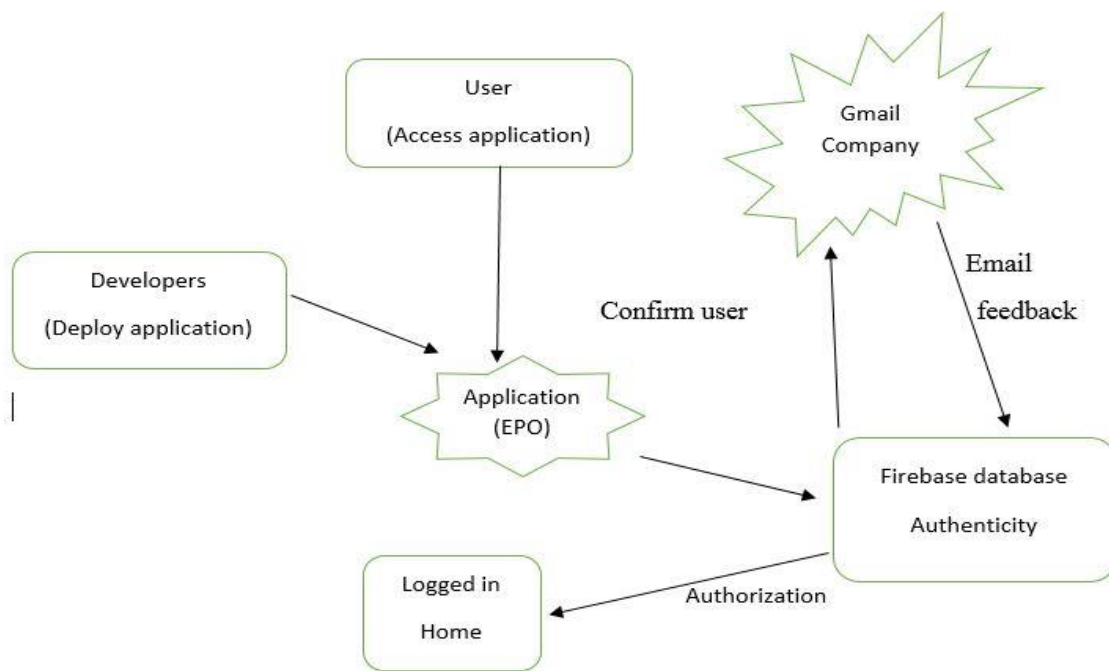 User
(Access application)
Gmail
Company
Developers
(Deploy application)
Confirm user
Email
feedback
Application
(EPO)
Firebase database
Authenticity
Authorization
Logged in
Home